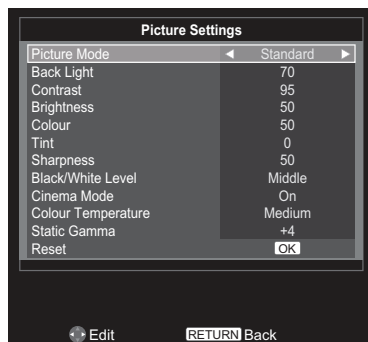 Picture Settings
Picture Mode ◀ Standard ▶
Back Light 70
Contrast 95
Brightness 50
Colour 50
Tint 0
Sharpness 50
Black/White Level Middle
Cinema Mode On
Colour Temperature Medium
Static Gamma +4
Reset OK
Edit RETURN Back